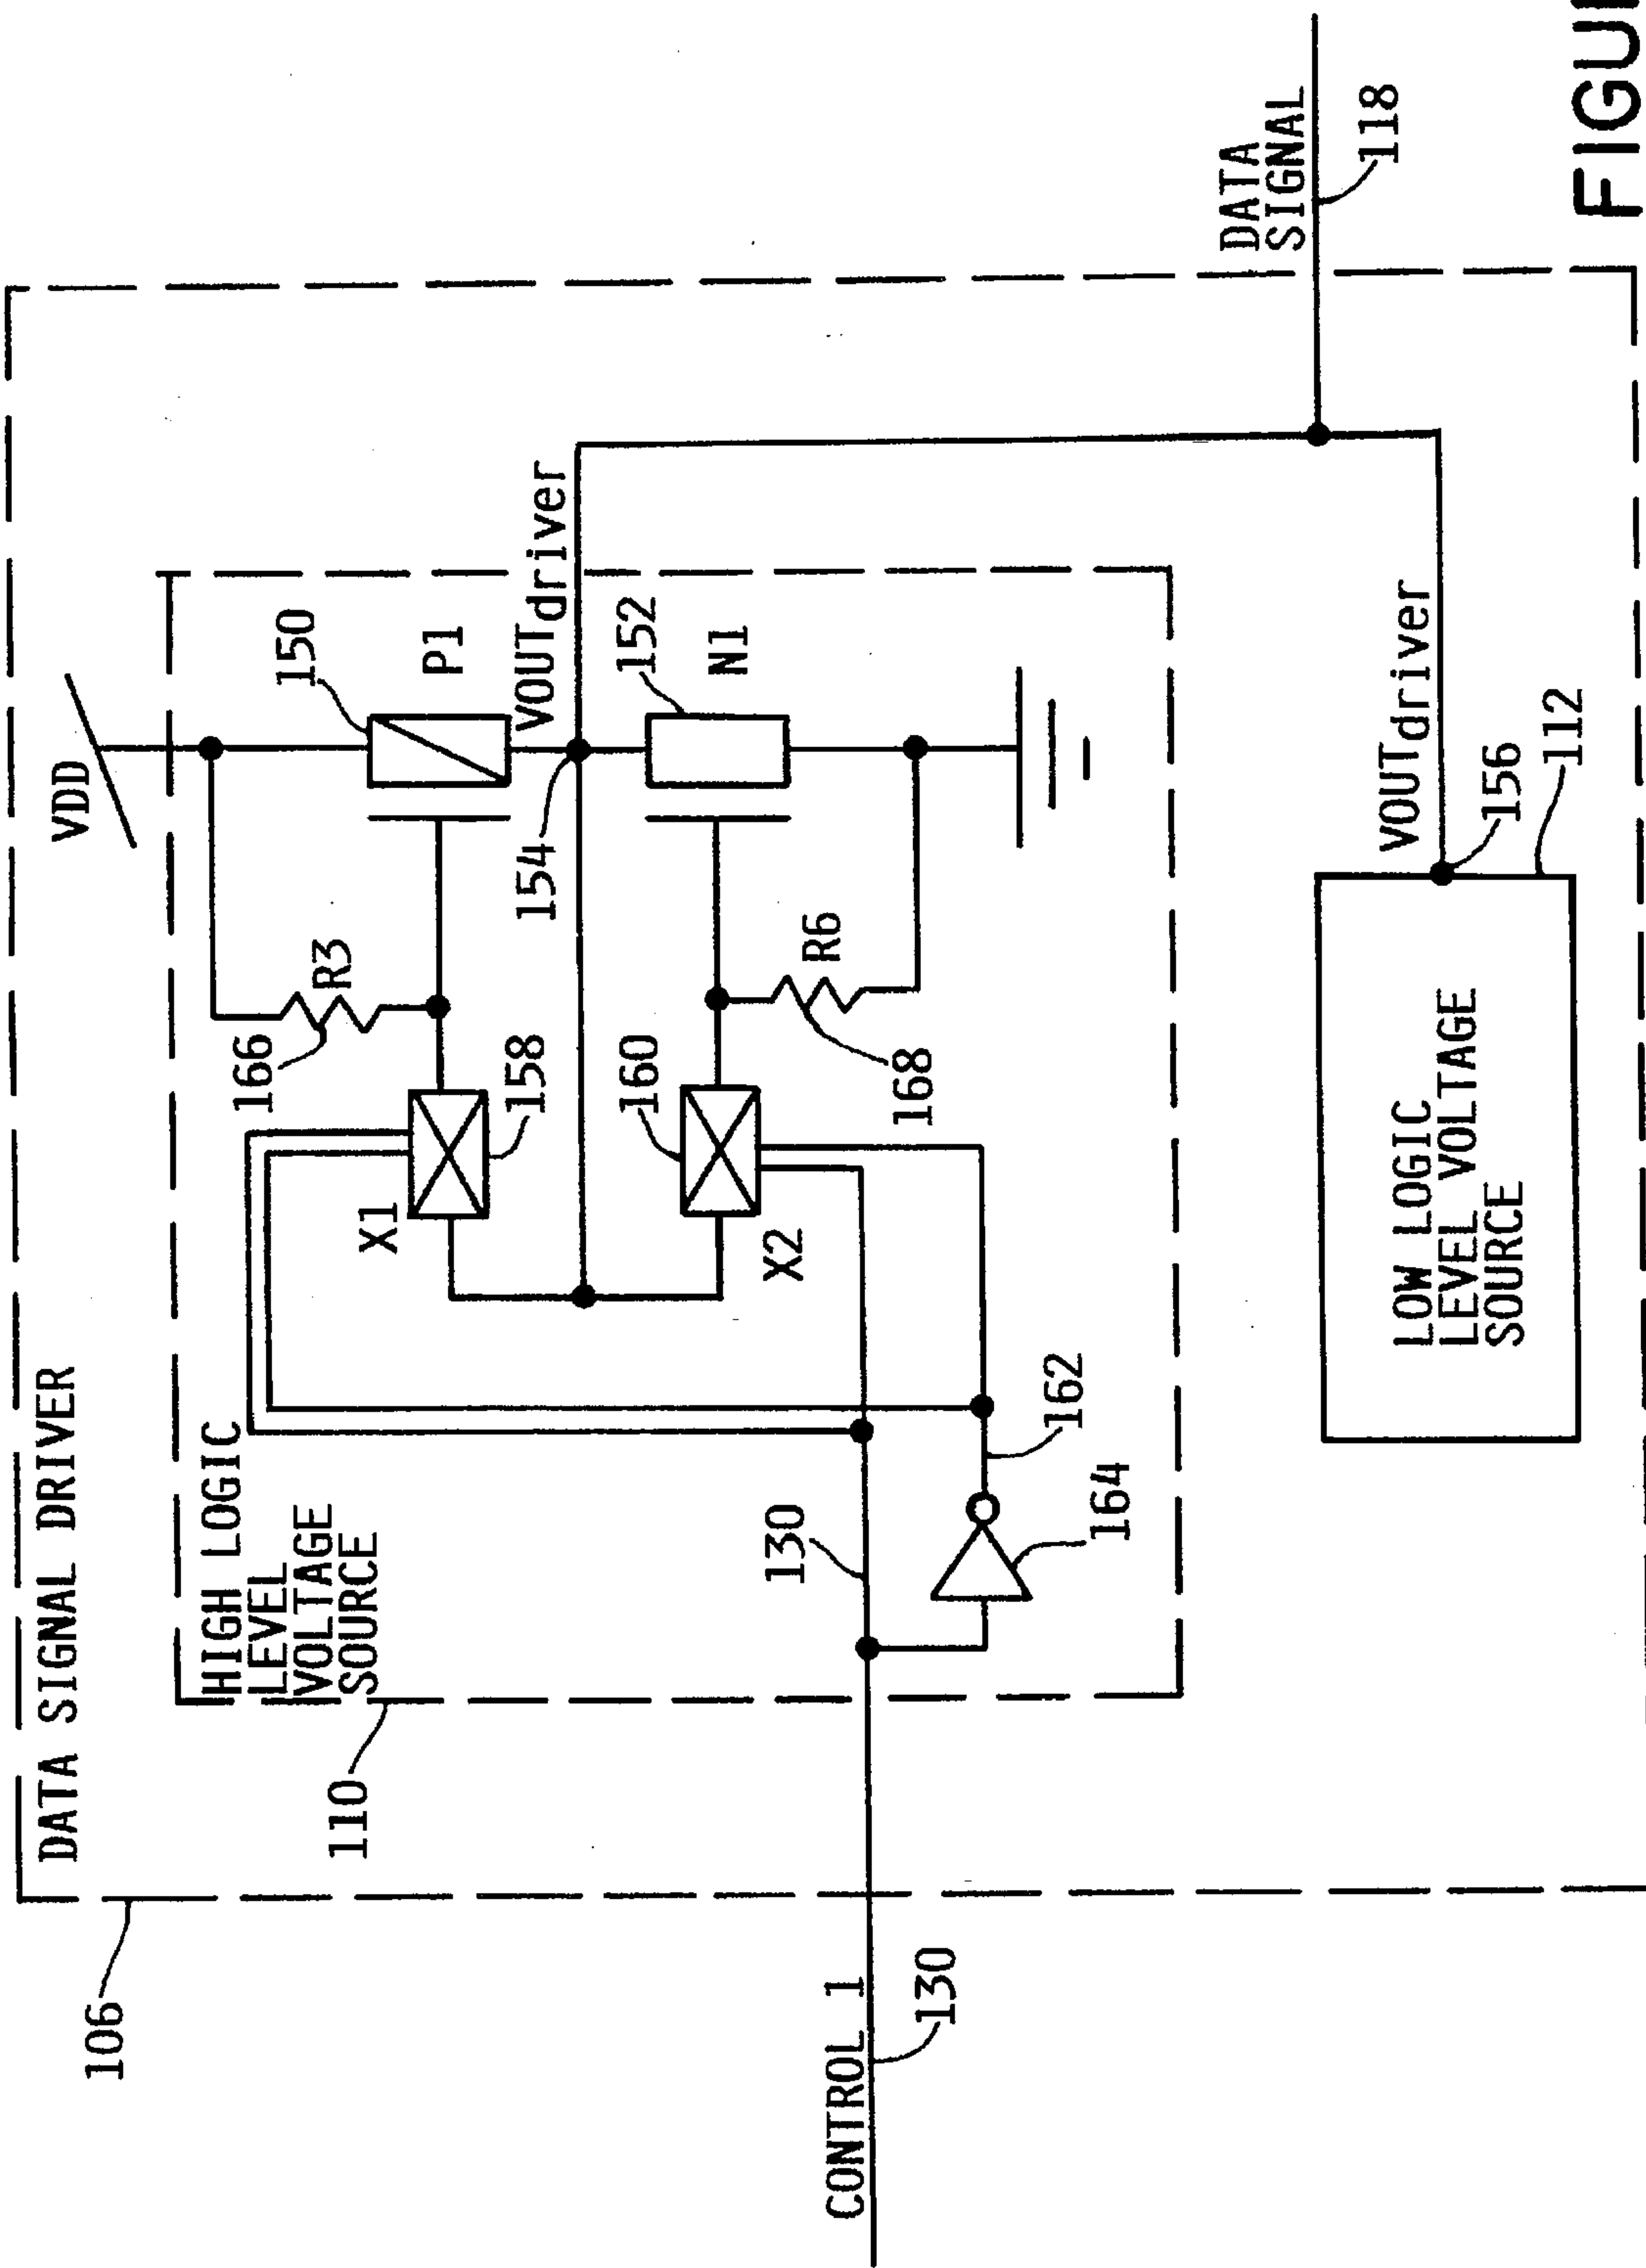 DATA SIGNAL DRIVER
106
VDD
HIGH LOGIC
LEVEL
VOLTAGE
SOURCE
110
166
R3
150
P1
X1
158
154
VOUTdriver
160
152
N1
X2
R6
168
CONTROL 1
130
130
162
164
DATA
SIGNAL
118
VOUTdriver
156
112
LOW LOGIC
LEVEL VOLTAGE
SOURCE